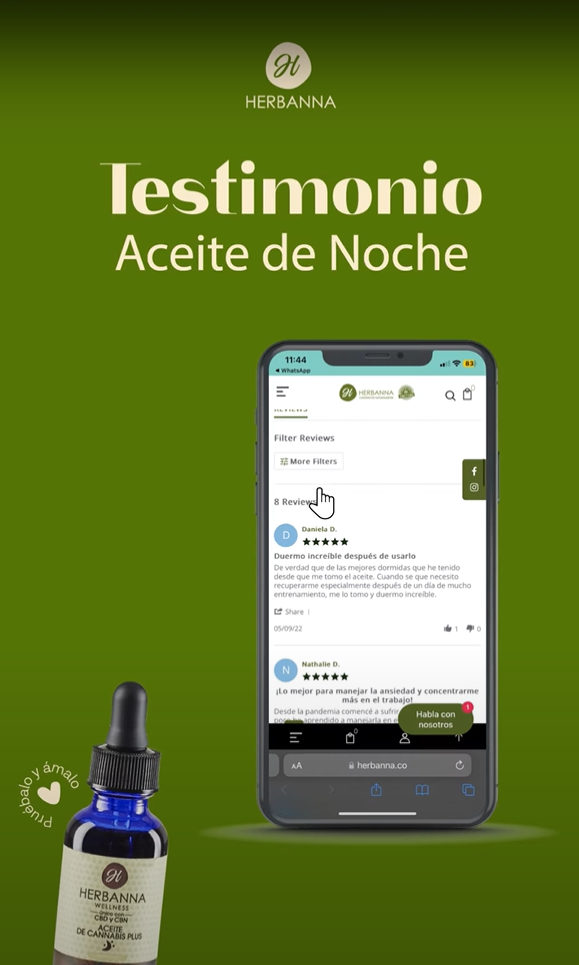 HERBANNA
Testimonio
Aceite de Noche
11:44
83
WhatsApp
HERBANNA
0
REVIEWS
Filter Reviews
More Filters
8 Reviews
D
Daniela D.
Duermo increíble después de usarlo
De verdad que de las mejores dormidas que he tenido
desde que me tomo el aceite. Cuando se que necesito
recuperarme especialmente después de un día de mucho
entrenamiento, me lo tomo y duermo increíble.
Share
05/09/22
1
0
N
Nathalie D.
¡Lo mejor para manejar la ansiedad y concentrarme
más en el trabajo!
Desde la pandemia comencé a sufrir
aprendido a manejarla en
Habla con
nosotros
1
0
AA
herbanna.co
Pruébalo y ámalo
HERBANNA
WELLNESS
CBD y CBN
ACEITE
DE CANNABIS PLUS